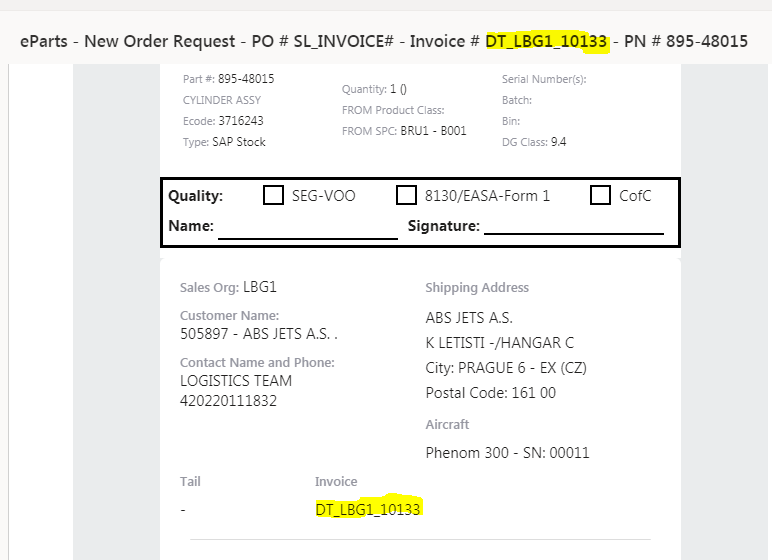 eParts - New Order Request - PO # SL_INVOICE# - Invoice # DT_LBG1_10133 - PN # 895-48015
Part #: 895-48015
CYLINDER ASSY
Ecode: 3716243
Type: SAP Stock
Quantity: 1 ()
FROM Product Class:
FROM SPC: BRU1 - B001
Serial Number(s):
Batch:
Bin:
DG Class: 9.4
Quality: SEG-VOO 8130/EASA-Form 1 CofC
Name: Signature:
Sales Org: LBG1
Customer Name:
505897 - ABS JETS A.S. .
Contact Name and Phone:
LOGISTICS TEAM
420220111832
Shipping Address
ABS JETS A.S.
K LETISTI -/HANGAR C
City: PRAGUE 6 - EX (CZ)
Postal Code: 161 00
Aircraft
Phenom 300 - SN: 00011
Tail
-
Invoice
DT_LBG1_10133